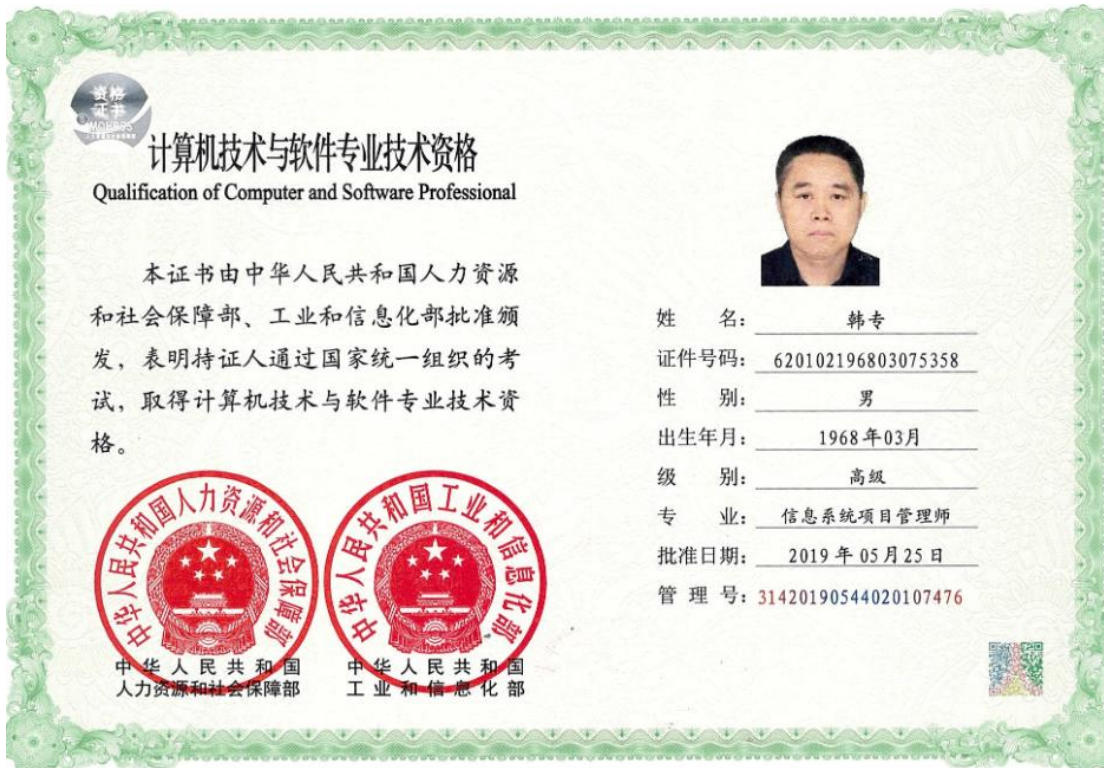 资格
证书
MOHRSS
计算机技术与软件专业技术资格
Qualification of Computer and Software Professional
本证书由中华人民共和国人力资源
和社会保障部、工业和信息化部批准颁
发，表明持证人通过国家统一组织的考
试，取得计算机技术与软件专业技术资
格。
中华人民共和国人力资源和社会保障部
中华人民共和国工业和信息化部
中华人民共和国
人力资源和社会保障部
中华人民共和国
工业和信息化部
姓 名： 韩专
证件号码： 620102196803075358
性 别： 男
出生年月： 1968年03月
级 别： 高级
专 业： 信息系统项目管理师
批准日期： 2019年05月25日
管 理 号：31420190544020107476